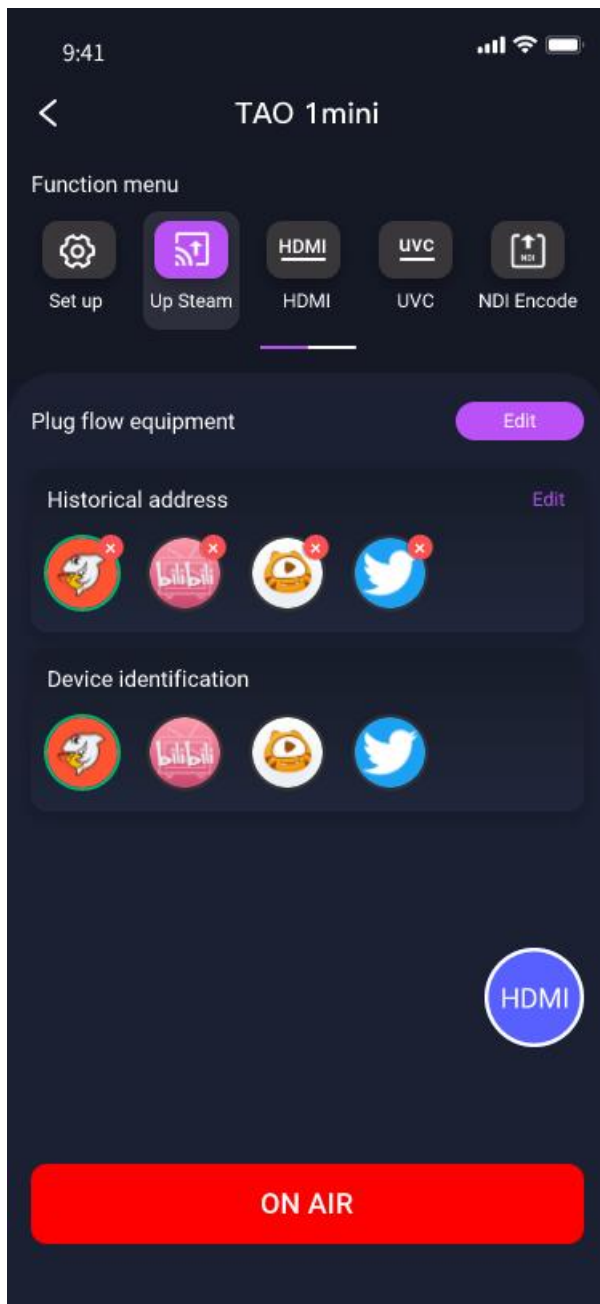 9:41
TAO 1mini
Function menu
HDMI
UVC
NDI
Set up
Up Steam
HDMI
UVC
NDI Encode
Plug flow equipment
Edit
Historical address
Edit
bilibili
Device identification
bilibili
HDMI
ON AIR